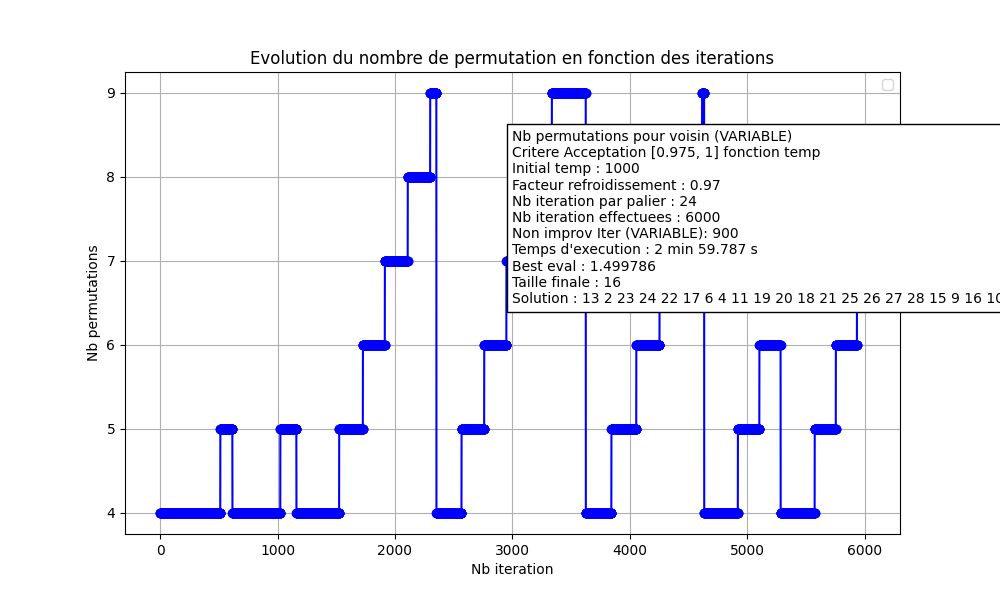 Evolution du nombre de permutation en fonction des iterations
9
8
7
6
5
4
Nb permutations
Nb permutations pour voisin (VARIABLE)
Critere Acceptation [0.975, 1] fonction temp
Initial temp : 1000
Facteur refroidissement : 0.97
Nb iteration par palier : 24
Nb iteration effectuees : 6000
Non improv Iter (VARIABLE): 900
Temps d'execution : 2 min 59.787 s
Best eval : 1.499786
Taille finale : 16
Solution : 13 2 23 24 22 17 6 4 11 19 20 18 21 25 26 27 28 15 9 16 10
0 1000 2000 3000 4000 5000 6000
Nb iteration